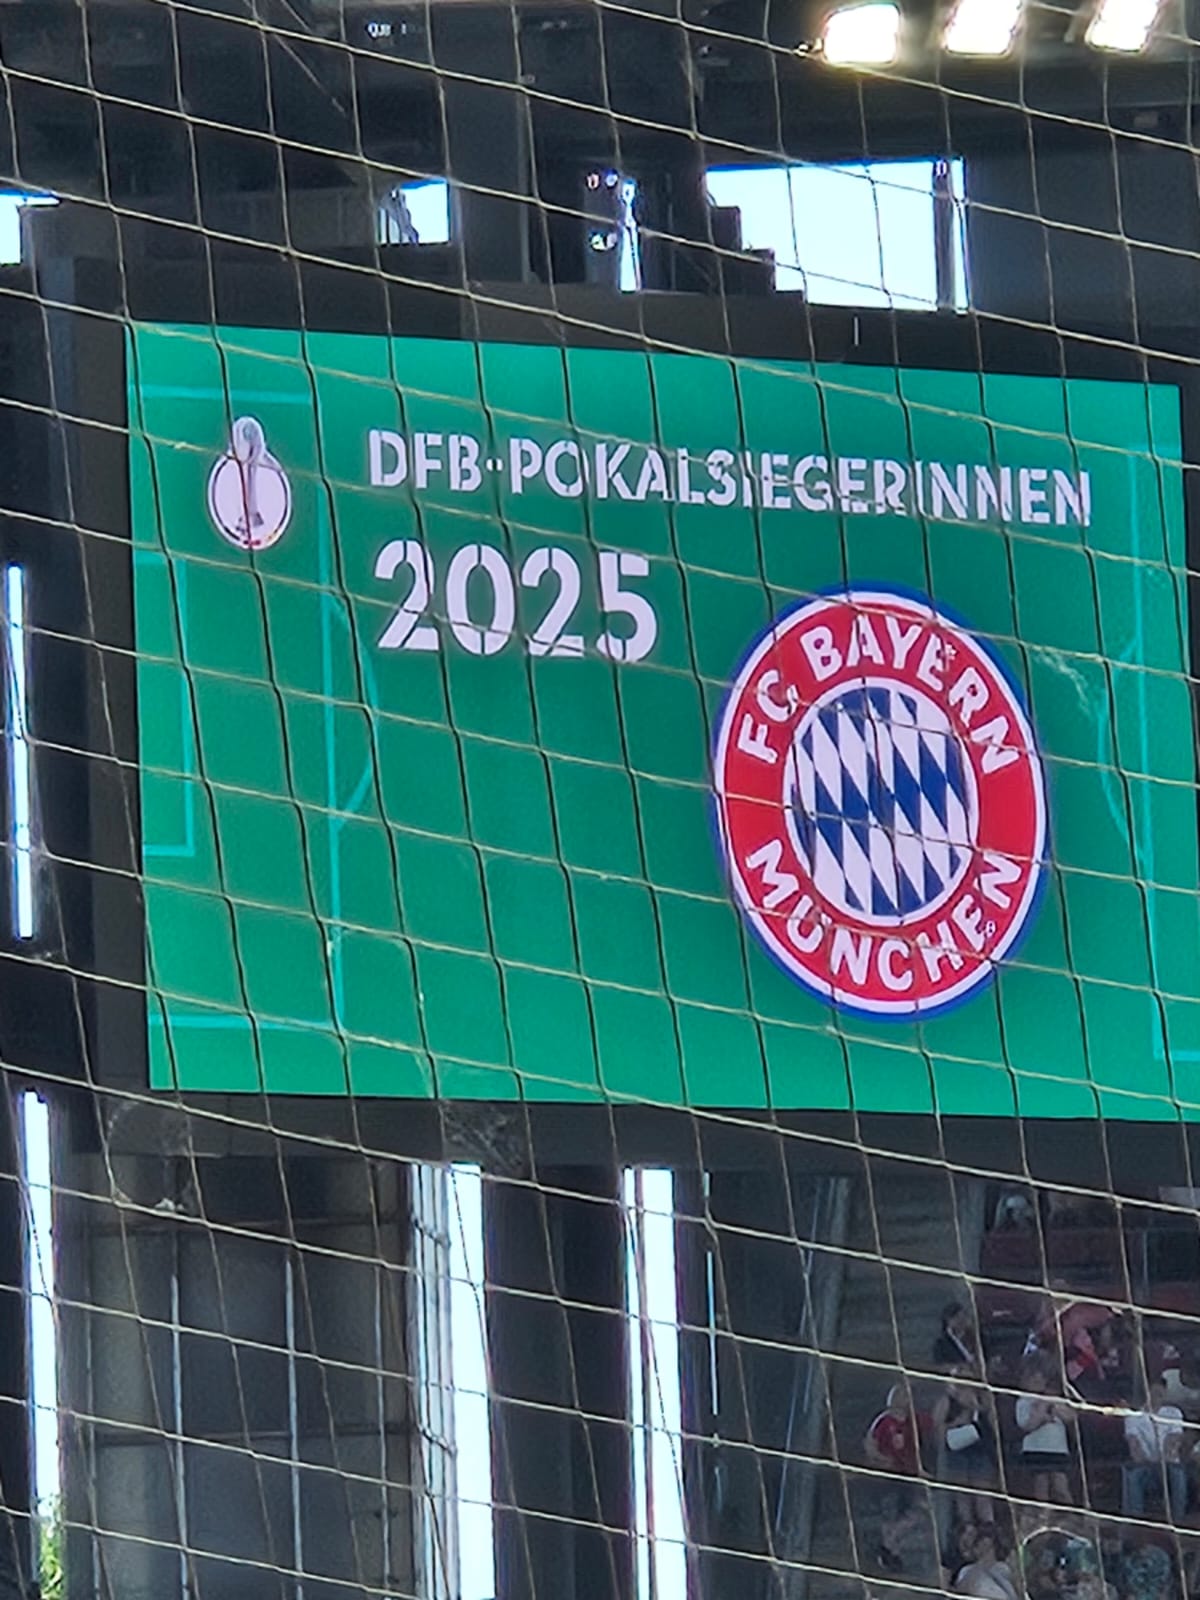 DFB-POKALSIEGERINNEN
2025
FC BAYERN
MÜNCHEN